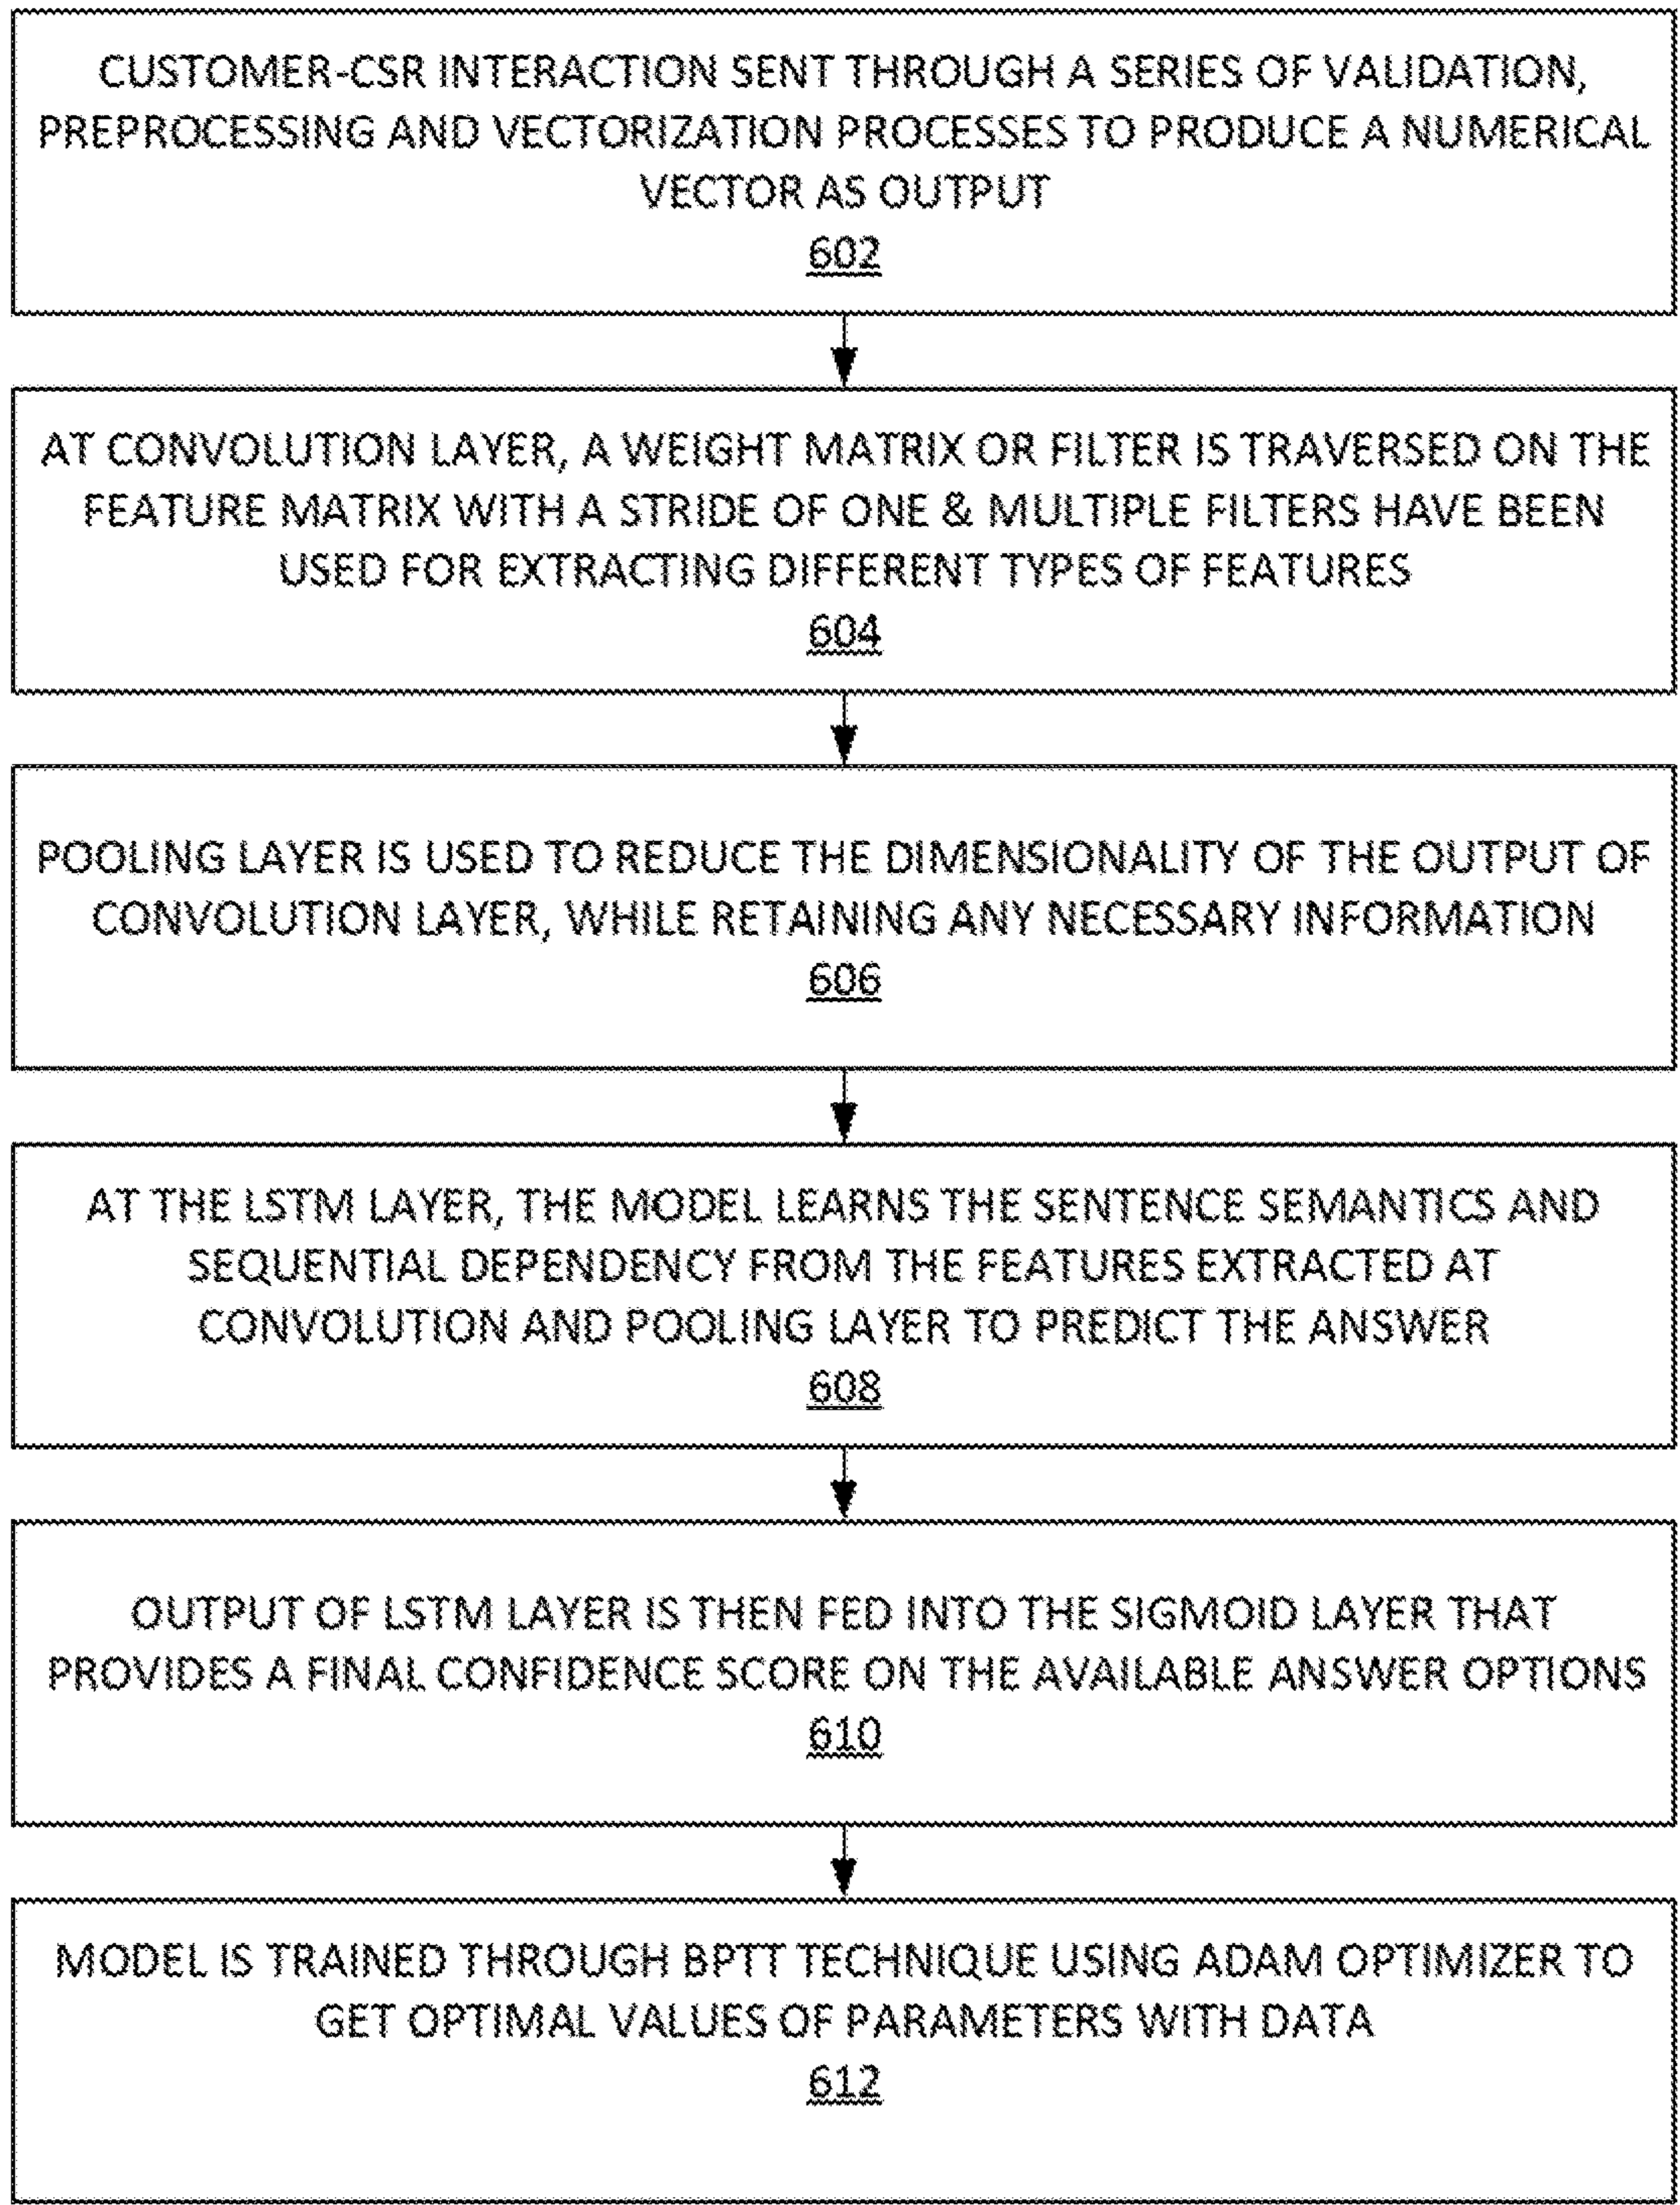 CUSTOMER-CSR INTERACTION SENT THROUGH A SERIES OF VALIDATION,
PREPROCESSING AND VECTORIZATION PROCESSES TO PRODUCE A NUMERICAL
VECTOR AS OUTPUT
602
AT CONVOLUTION LAYER, A WEIGHT MATRIX OR FILTER IS TRAVERSED ON THE
FEATURE MATRIX WITH A STRIDE OF ONE & MULTIPLE FILTERS HAVE BEEN
USED FOR EXTRACTING DIFFERENT TYPES OF FEATURES
604
POOLING LAYER IS USED TO REDUCE THE DIMENSIONALITY OF THE OUTPUT OF
CONVOLUTION LAYER, WHILE RETAINING ANY NECESSARY INFORMATION
606
AT THE LSTM LAYER, THE MODEL LEARNS THE SENTENCE SEMANTICS AND
SEQUENTIAL DEPENDENCY FROM THE FEATURES EXTRACTED AT
CONVOLUTION AND POOLING LAYER TO PREDICT THE ANSWER
608
OUTPUT OF LSTM LAYER IS THEN FED INTO THE SIGMOID LAYER THAT
PROVIDES A FINAL CONFIDENCE SCORE ON THE AVAILABLE ANSWER OPTIONS
610
MODEL IS TRAINED THROUGH BPTT TECHNIQUE USING ADAM OPTIMIZER TO
GET OPTIMAL VALUES OF PARAMETERS WITH DATA
612